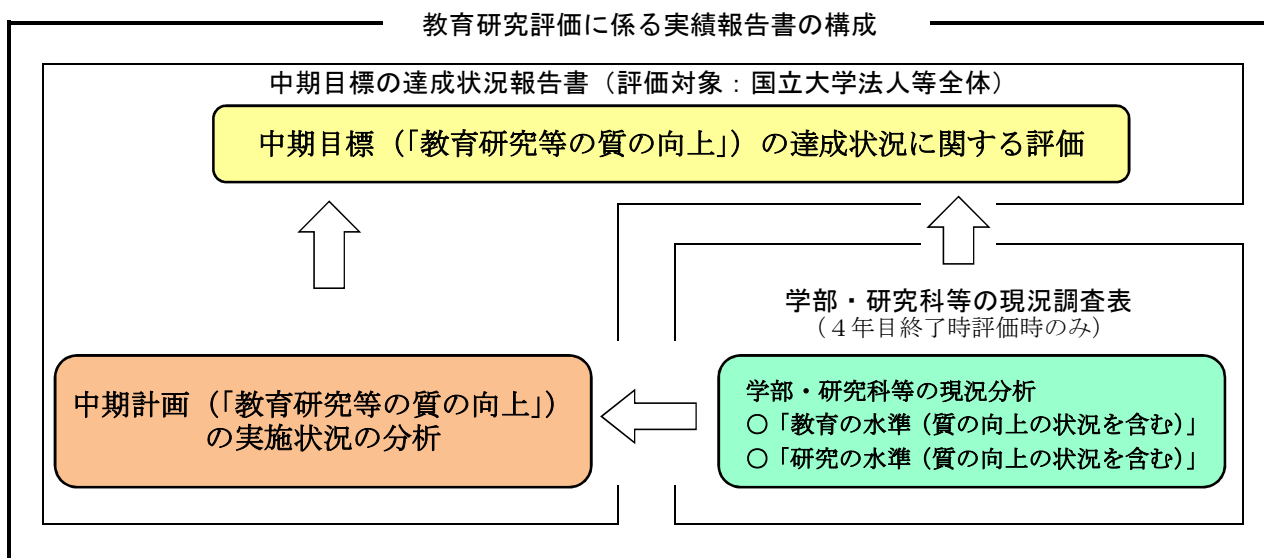 教育研究評価に係る実績報告書の構成
中期目標の達成状況報告書（評価対象：国立大学法人等全体）
中期目標（「教育研究等の質の向上」）の達成状況に関する評価
学部・研究科等の現況調査表
（４年目終了時評価時のみ）
中期計画（「教育研究等の質の向上」）
の実施状況の分析
学部・研究科等の現況分析
○「教育の水準（質の向上の状況を含む）」
○「研究の水準（質の向上の状況を含む）」